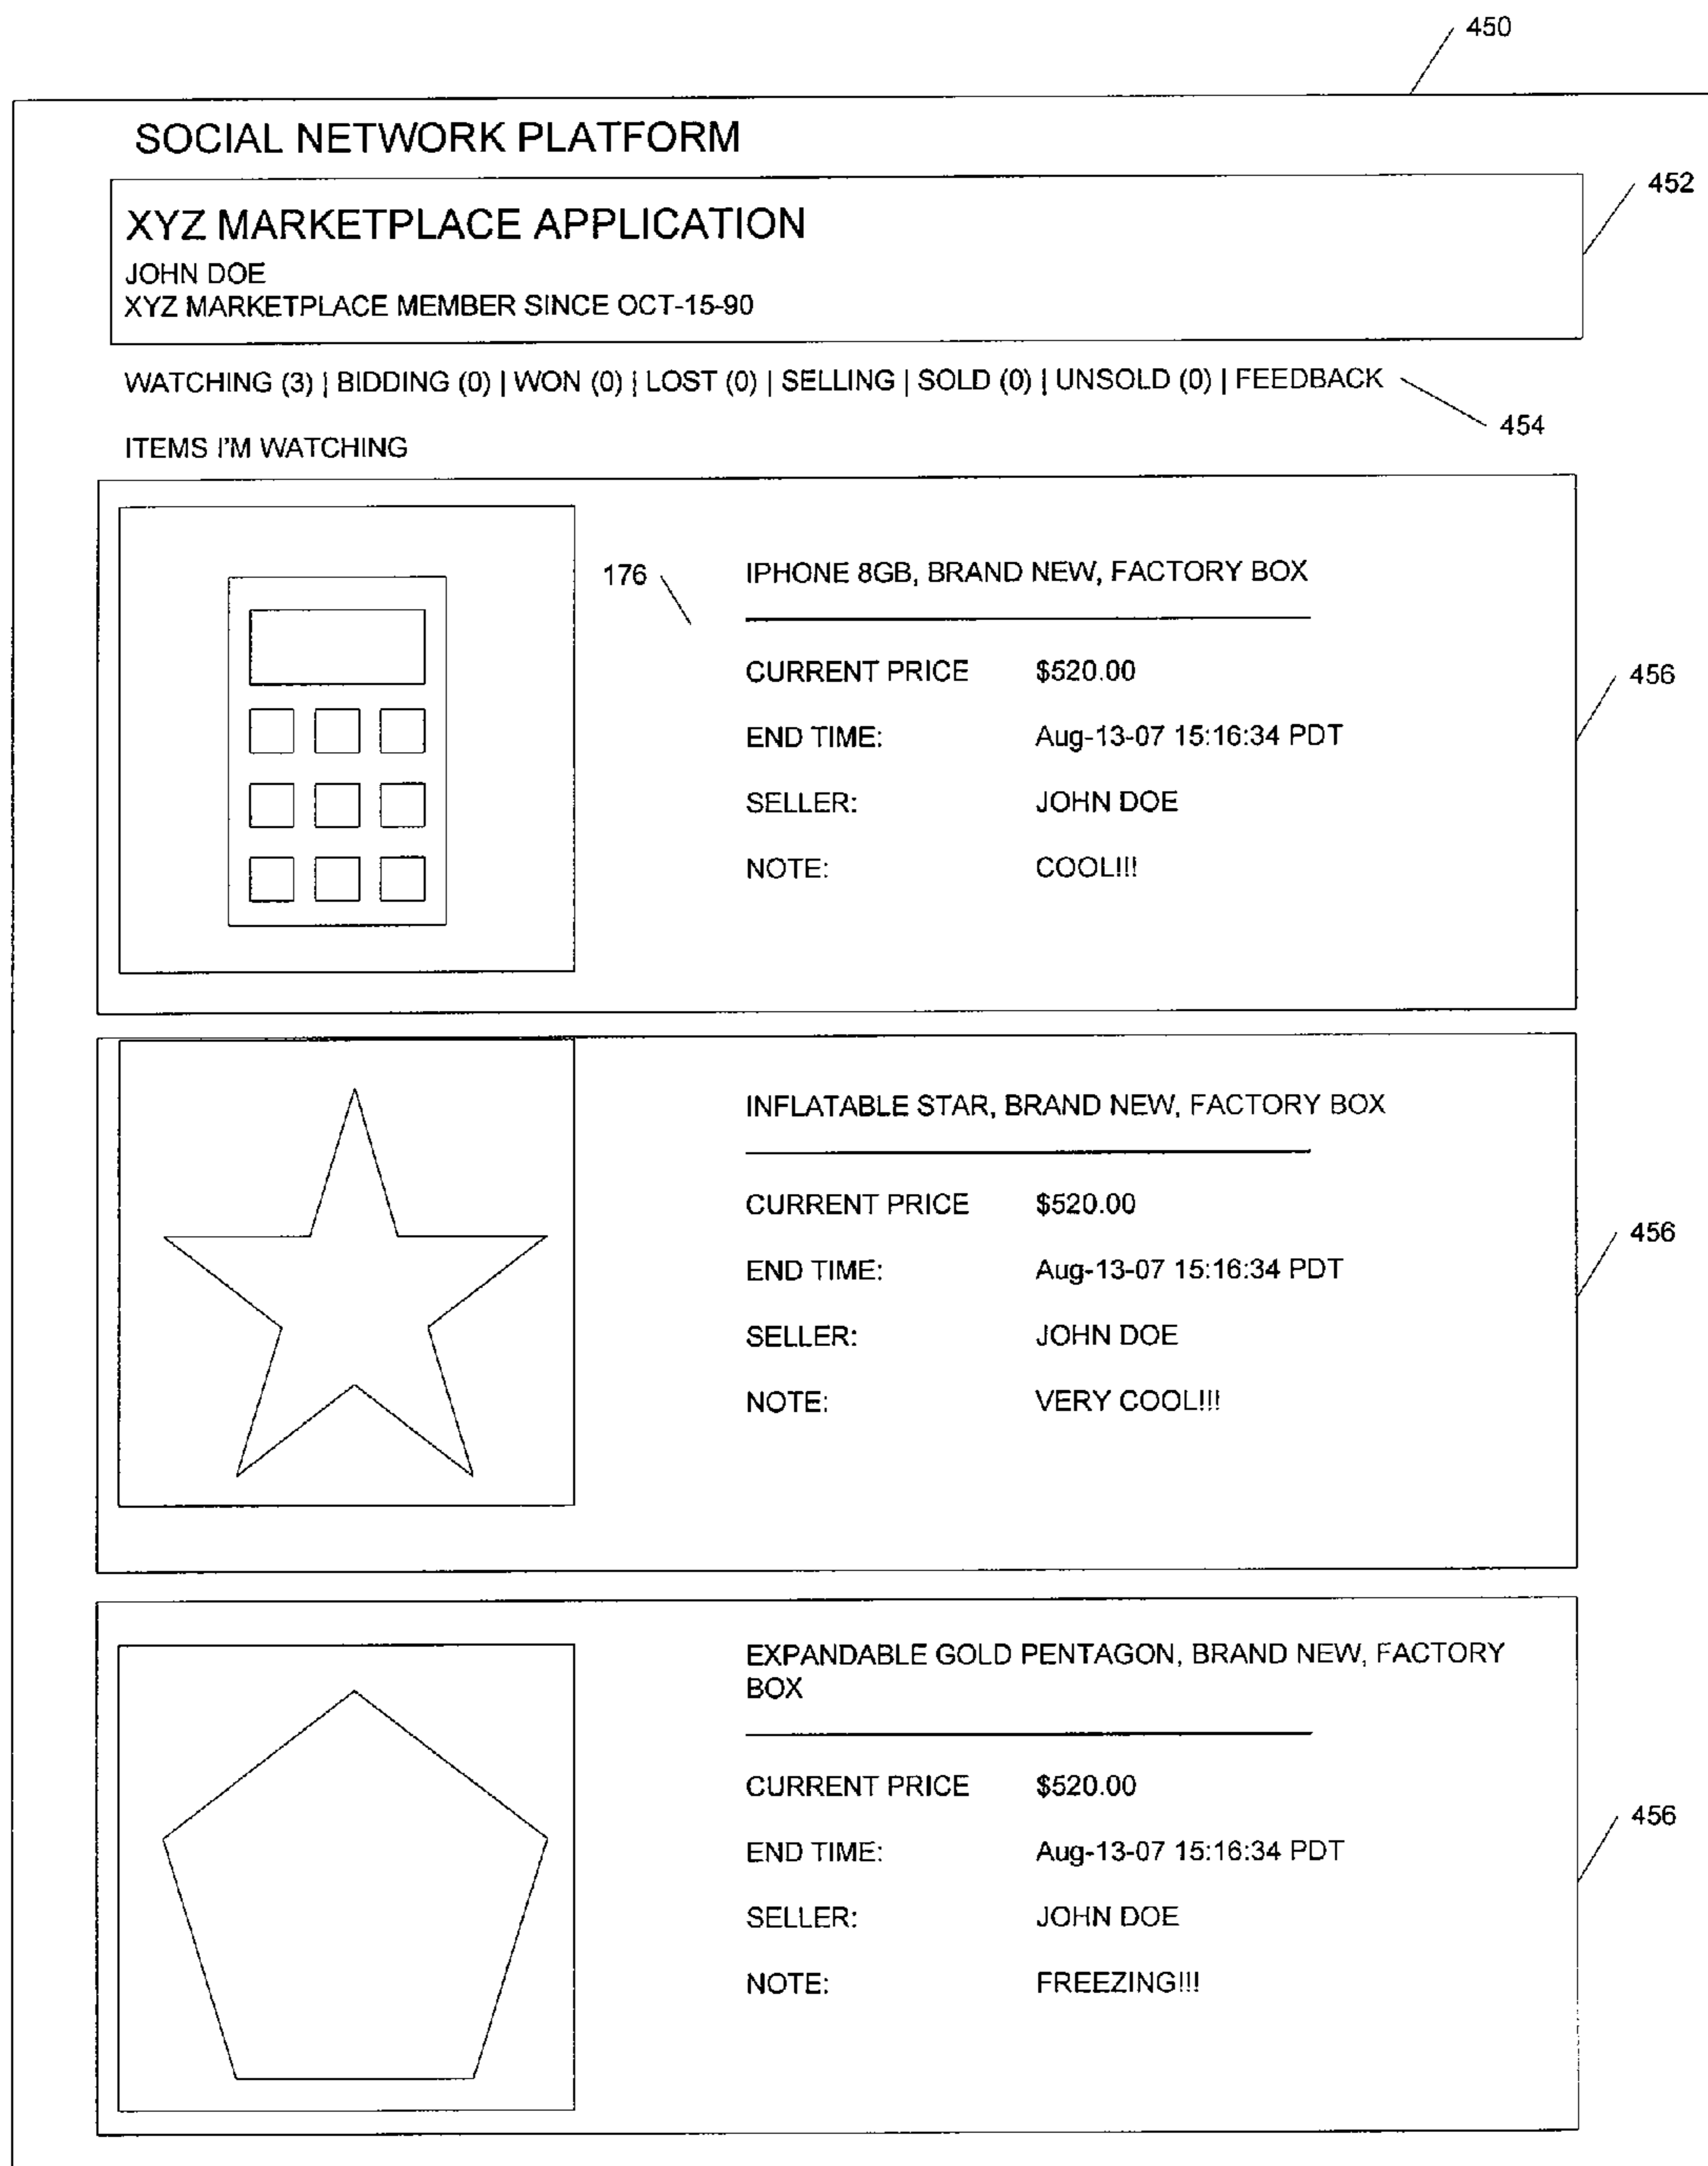 450
SOCIAL NETWORK PLATFORM
452
XYZ MARKETPLACE APPLICATION
JOHN DOE
XYZ MARKETPLACE MEMBER SINCE OCT-15-90
WATCHING (3) | BIDDING (0) | WON (0) | LOST (0) | SELLING | SOLD (0) | UNSOLD (0) | FEEDBACK
454
ITEMS I'M WATCHING
176
IPHONE 8GB, BRAND NEW, FACTORY BOX
CURRENT PRICE $520.00
456
END TIME: Aug-13-07 15:16:34 PDT
SELLER: JOHN DOE
NOTE: COOL!!!
INFLATABLE STAR, BRAND NEW, FACTORY BOX
CURRENT PRICE $520.00
456
END TIME: Aug-13-07 15:16:34 PDT
SELLER: JOHN DOE
NOTE: VERY COOL!!!
EXPANDABLE GOLD PENTAGON, BRAND NEW, FACTORY
BOX
CURRENT PRICE $520.00
456
END TIME: Aug-13-07 15:16:34 PDT
SELLER: JOHN DOE
NOTE: FREEZING!!!